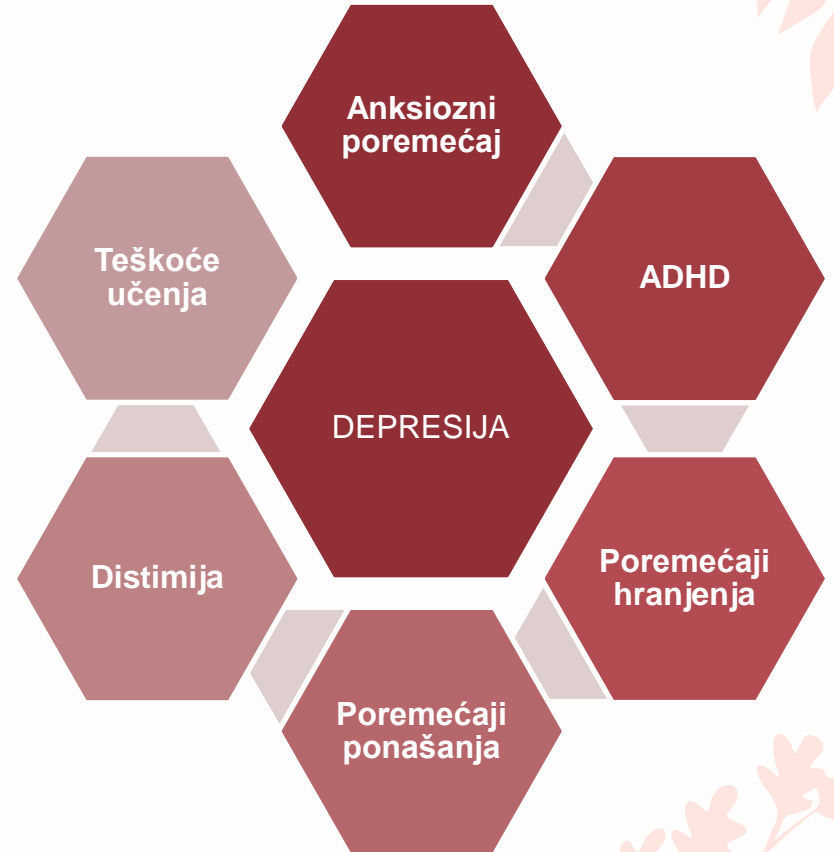 Anksiozni
poremećaj
ADHD
Poremećaji
hranjenja
Poremećaji
ponašanja
Distimija
Teškoće
učenja
DEPRESIJA